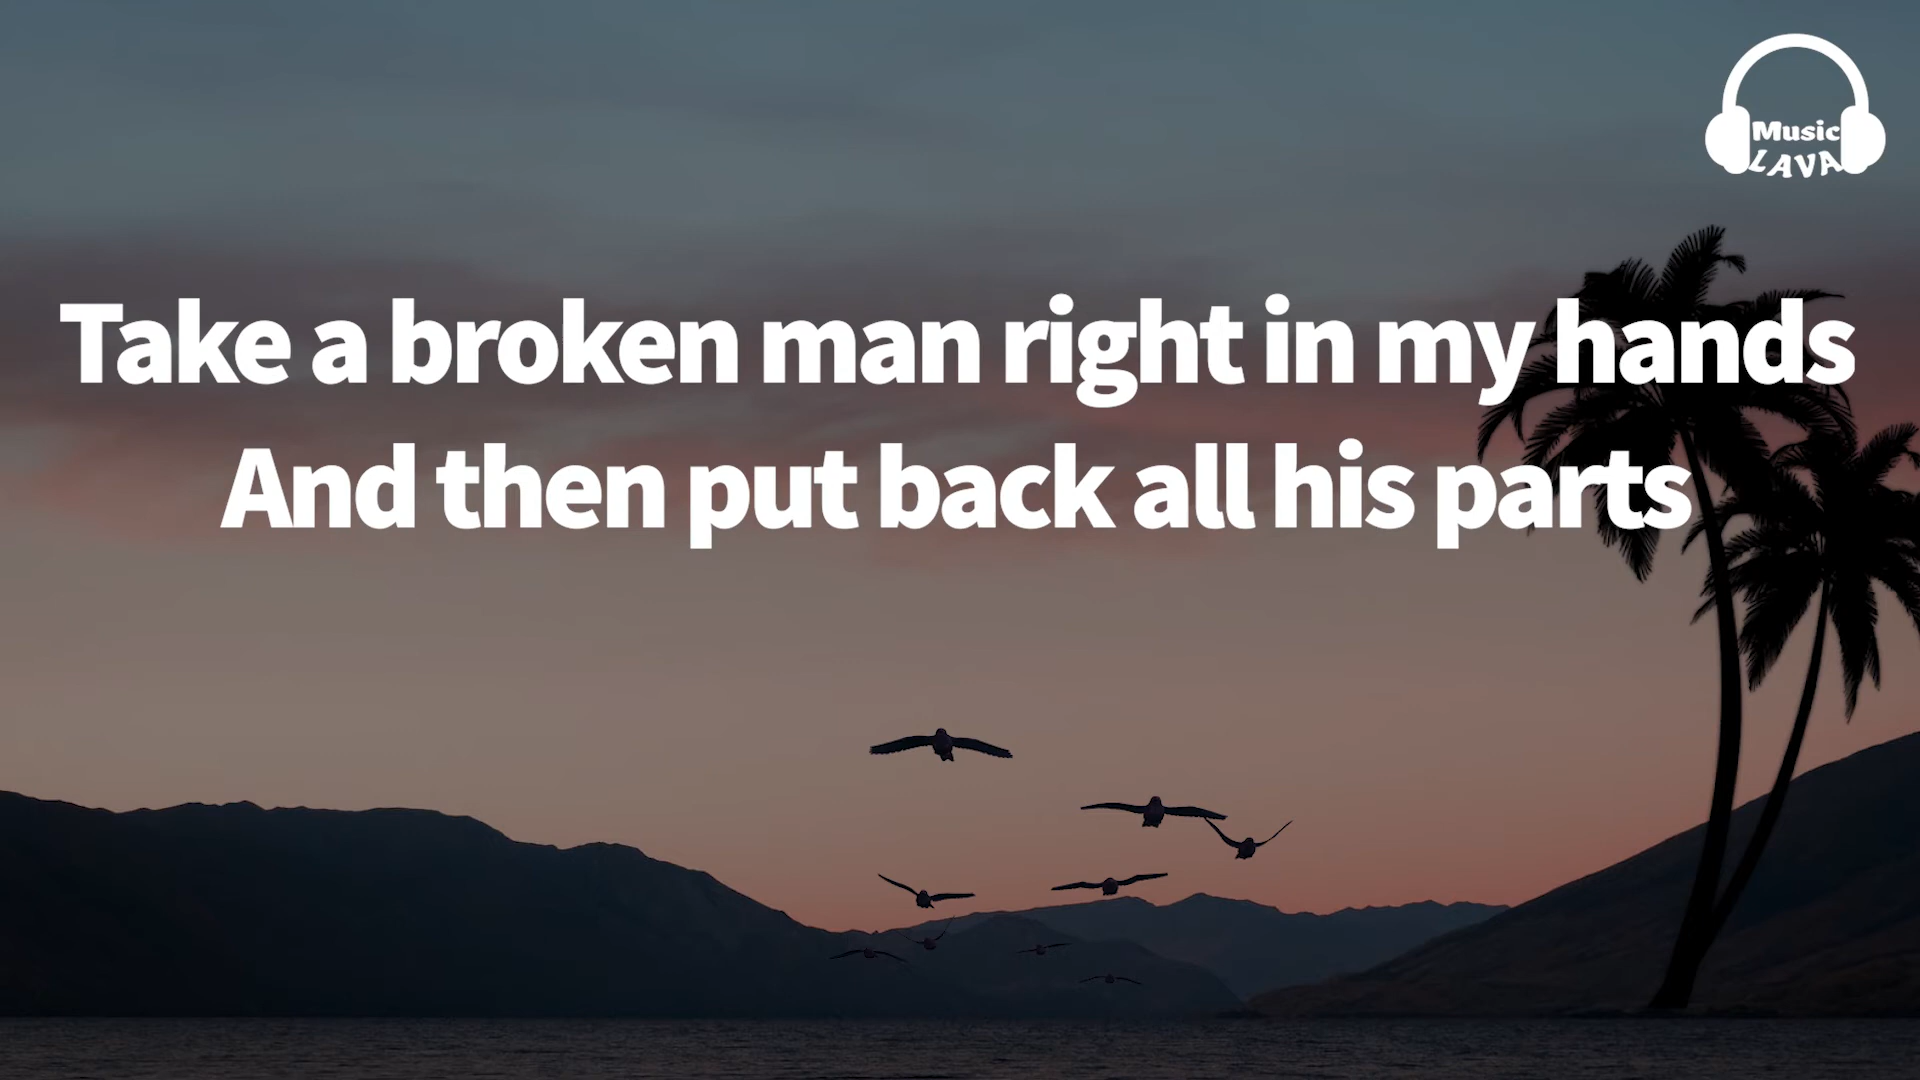 Music
LAVA
Take a broken man right in my hands
And then put back all his parts